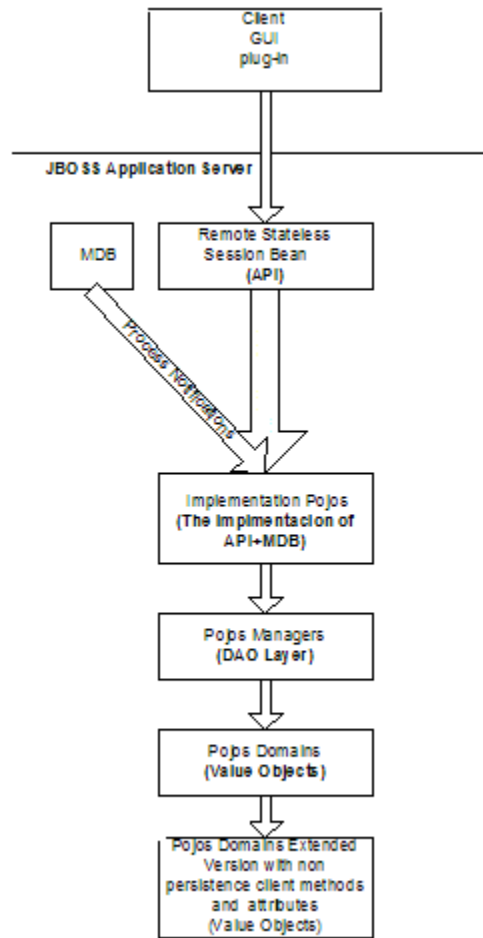 Client
GUI
plug-in
JBOSS Application Server
MDB
Remote Stateless
Session Bean
(API)
Process Notifications
Implementation Pojos
(The Implmentacion of
API+MDB)
Pojos Managers
(DAO Layer)
Pojos Domains
(Value Objects)
Pojos Domains Extended
Version with non
persistence client methods
and attributes
(Value Objects)